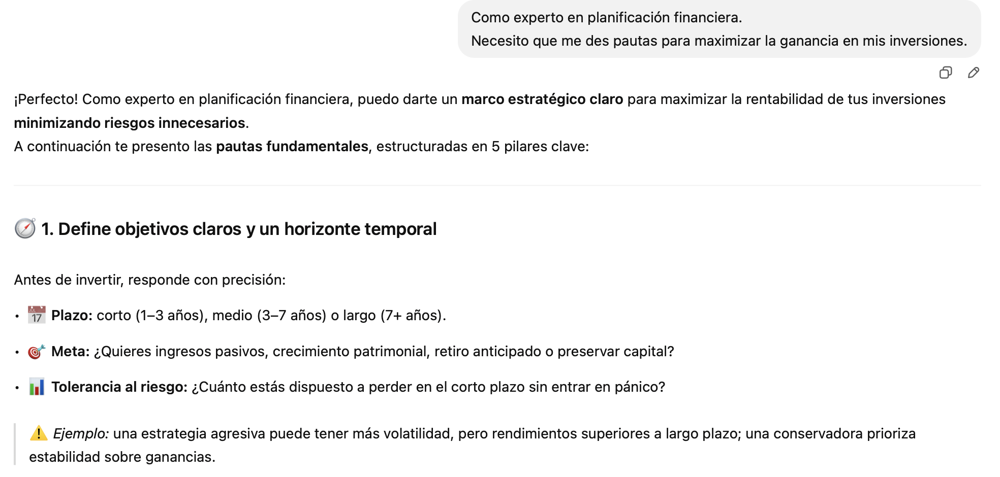 Como experto en planificación financiera.
Necesito que me des pautas para maximizar la ganancia en mis inversiones.
¡Perfecto! Como experto en planificación financiera, puedo darte un marco estratégico claro para maximizar la rentabilidad de tus inversiones
minimizando riesgos innecesarios.
A continuación te presento las pautas fundamentales, estructuradas en 5 pilares clave:
🧭 1. Define objetivos claros y un horizonte temporal
Antes de invertir, responde con precisión:
• 📅 Plazo: corto (1–3 años), medio (3–7 años) o largo (7+ años).
• 🎯 Meta: ¿Quieres ingresos pasivos, crecimiento patrimonial, retiro anticipado o preservar capital?
• 📊 Tolerancia al riesgo: ¿Cuánto estás dispuesto a perder en el corto plazo sin entrar en pánico?
⚠️ Ejemplo: una estrategia agresiva puede tener más volatilidad, pero rendimientos superiores a largo plazo; una conservadora prioriza
estabilidad sobre ganancias.